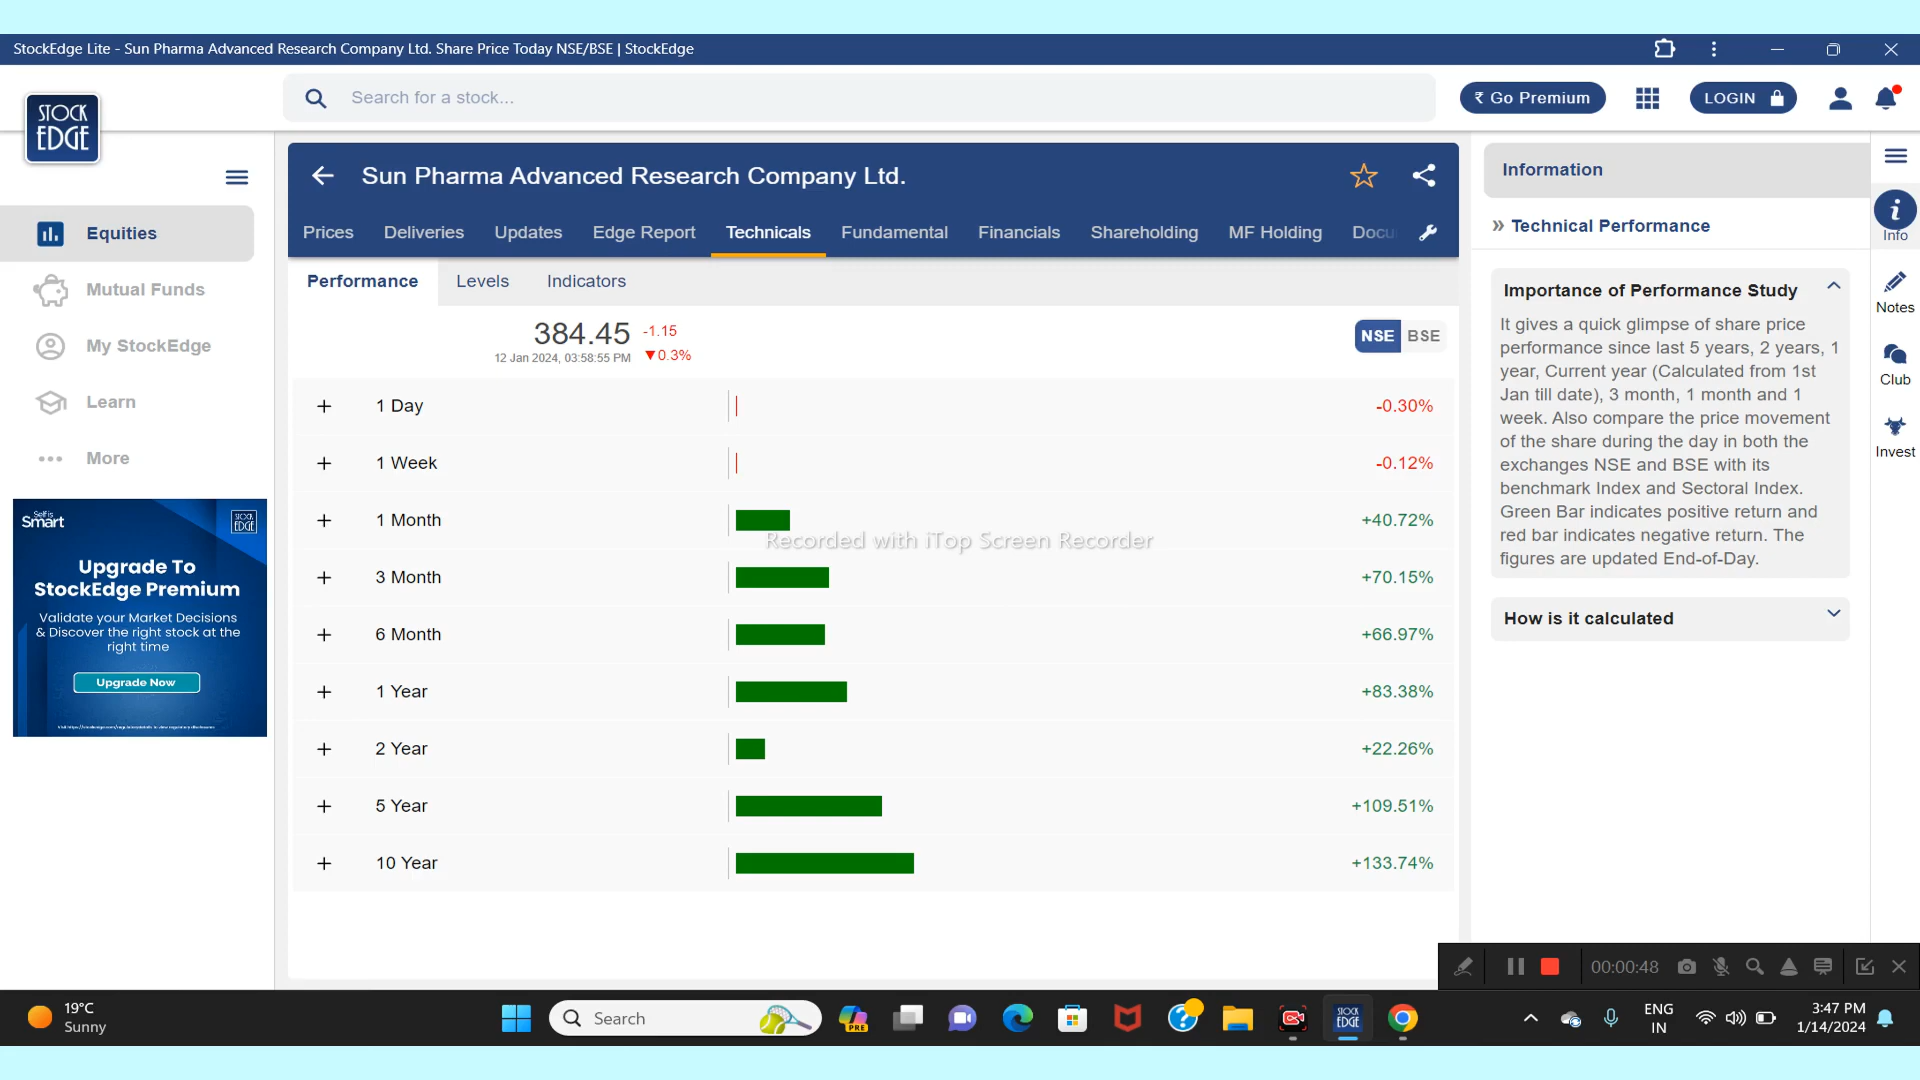 StockEdge Lite - Sun Pharma Advanced Research Company Ltd. Share Price Today NSE/BSE | StockEdge
STOCK
EDGE
Search for a stock...
₹ Go Premium
LOGIN
Equities
Mutual Funds
My StockEdge
Learn
More
Self is
Smart
STOCK
EDGE
Upgrade To
StockEdge Premium
Validate your Market Decisions
& Discover the right stock at the
right time
Upgrade Now
Sun Pharma Advanced Research Company Ltd.
Prices Deliveries Updates Edge Report Technicals Fundamental Financials Shareholding MF Holding Docu
Performance Levels Indicators
384.45 -1.15
12 Jan 2024, 03:58:55 PM ▼0.3%
NSE BSE
+ 1 Day -0.30%
+ 1 Week -0.12%
+ 1 Month +40.72%
Recorded with iTop Screen Recorder
+ 3 Month +70.15%
+ 6 Month +66.97%
+ 1 Year +83.38%
+ 2 Year +22.26%
+ 5 Year +109.51%
+ 10 Year +133.74%
Information
» Technical Performance
Importance of Performance Study
It gives a quick glimpse of share price
performance since last 5 years, 2 years, 1
year, Current year (Calculated from 1st
Jan till date), 3 month, 1 month and 1
week. Also compare the price movement
of the share during the day in both the
exchanges NSE and BSE with its
benchmark Index and Sectoral Index.
Green Bar indicates positive return and
red bar indicates negative return. The
figures are updated End-of-Day.
How is it calculated
i
Info
Notes
Club
Invest
00:00:48
19°C
Sunny
Search
PRE
STOCK
EDGE
ENG
IN
3:47 PM
1/14/2024